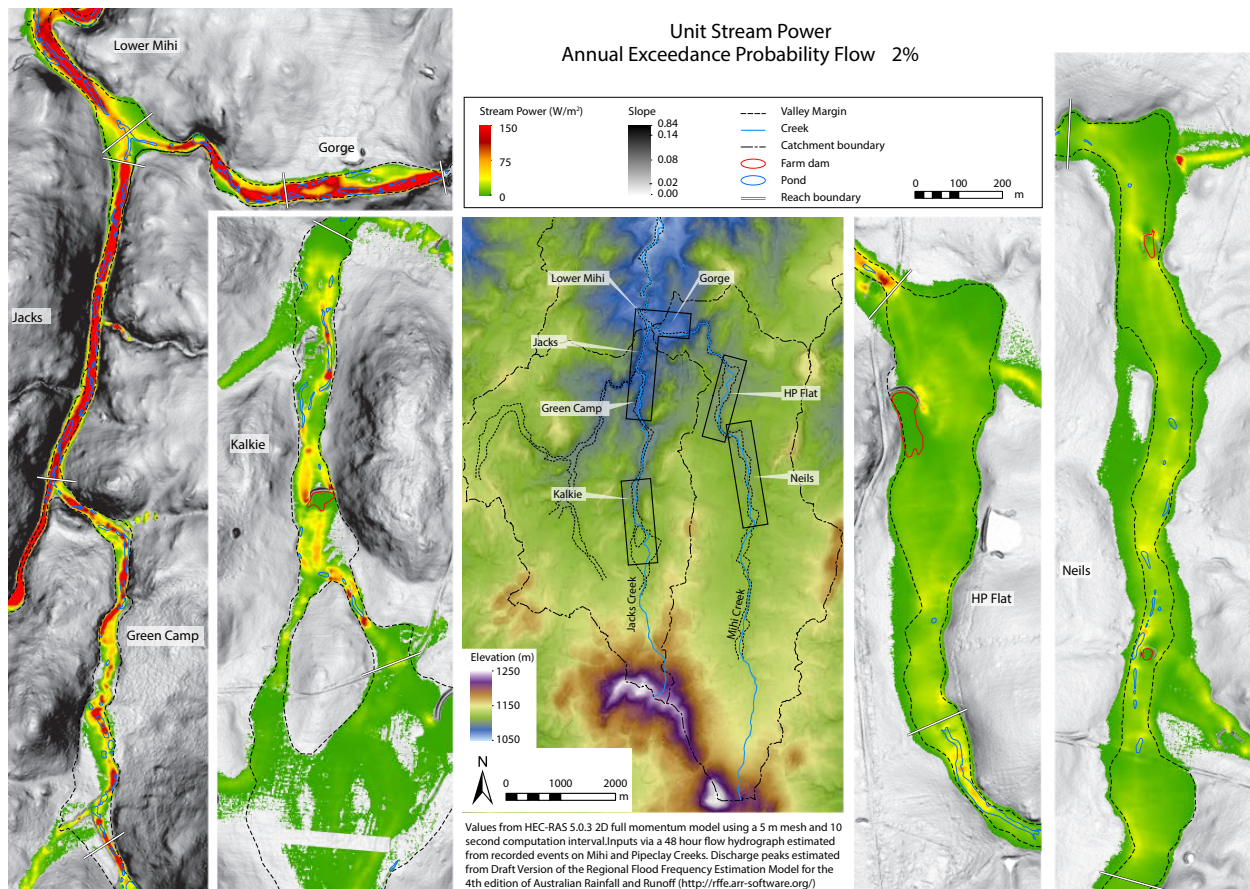 Unit Stream Power
Annual Exceedance Probability Flow 2%
Stream Power (W/m²)
150
75
0
Slope
0.84
0.14
0.08
0.02
0.00
Valley Margin
Creek
Catchment boundary
Farm dam
Pond
Reach boundary
0 100 200
m
Lower Mihi
Gorge
Jacks
Green Camp
Kalkie
Lower Mihi
Gorge
Jacks
HP Flat
Green Camp
Neils
Kalkie
Jacks Creek
Mihi Creek
Elevation (m)
1250
1150
1050
N
0 1000 2000
m
HP Flat
Neils
Values from HEC-RAS 5.0.3 2D full momentum model using a 5 m mesh and 10
second computation interval.Inputs via a 48 hour flow hydrograph estimated
from recorded events on Mihi and Pipeclay Creeks. Discharge peaks estimated
from Draft Version of the Regional Flood Frequency Estimation Model for the
4th edition of Australian Rainfall and Runoff (http://rffe.arr-software.org/)